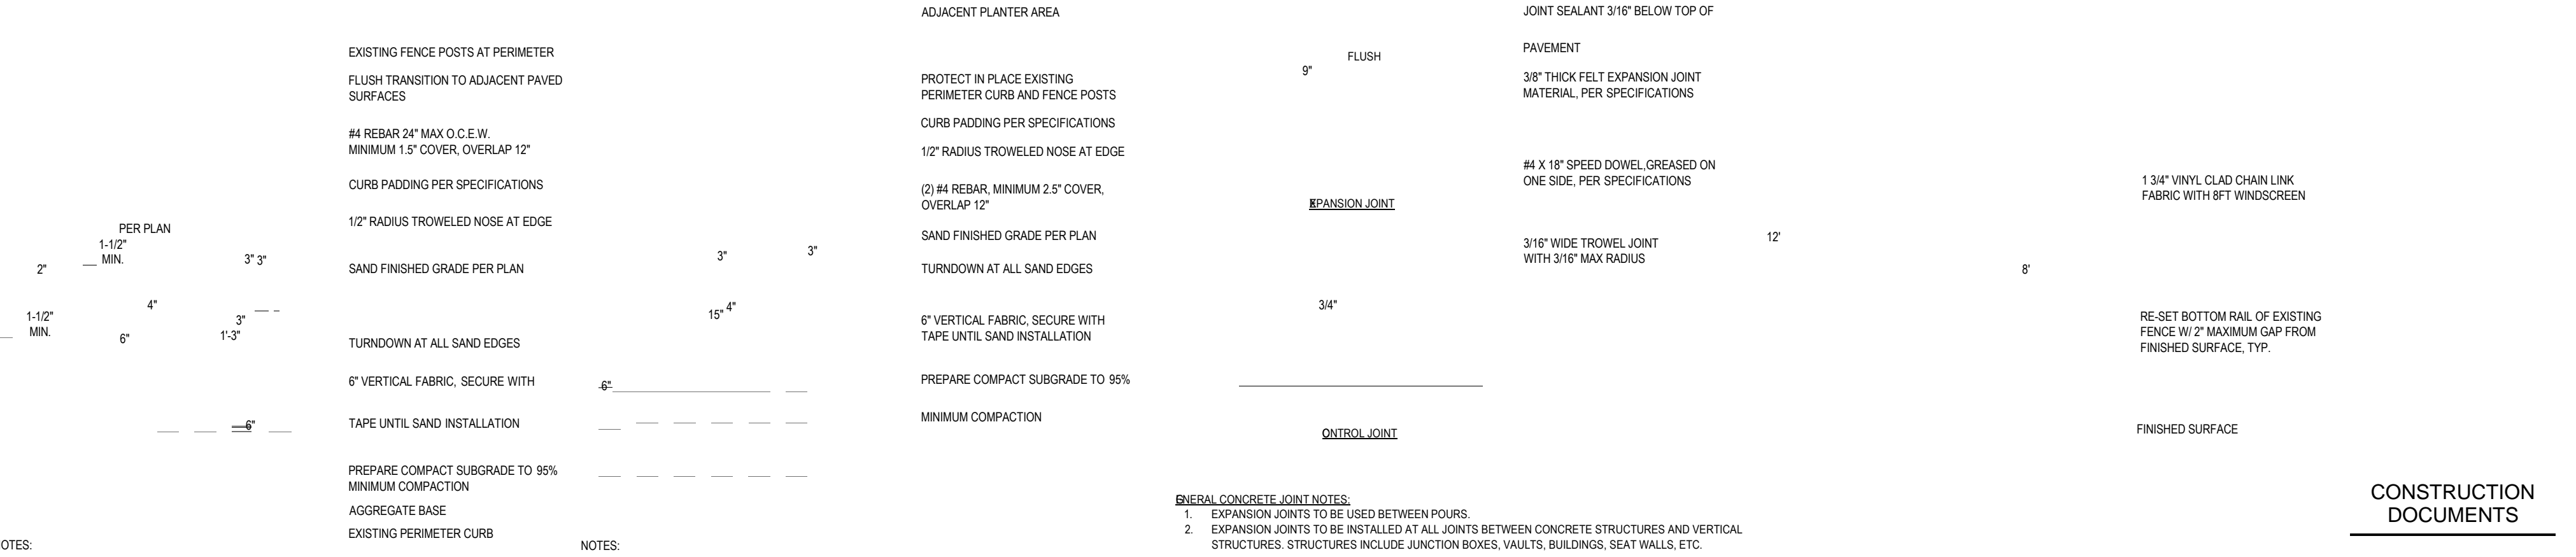 PER PLAN
1-1/2"
MIN.
2"
3" 3"
4"
1-1/2"
MIN.
3"
6"
1'-3"
6"
OTES:
EXISTING FENCE POSTS AT PERIMETER
FLUSH TRANSITION TO ADJACENT PAVED
SURFACES
#4 REBAR 24" MAX O.C.E.W.
MINIMUM 1.5" COVER, OVERLAP 12"
CURB PADDING PER SPECIFICATIONS
1/2" RADIUS TROWELED NOSE AT EDGE
SAND FINISHED GRADE PER PLAN
TURNDOWN AT ALL SAND EDGES
6" VERTICAL FABRIC, SECURE WITH
TAPE UNTIL SAND INSTALLATION
PREPARE COMPACT SUBGRADE TO 95%
MINIMUM COMPACTION
AGGREGATE BASE
EXISTING PERIMETER CURB
3"
3"
15" 4"
6"
NOTES:
ADJACENT PLANTER AREA
PROTECT IN PLACE EXISTING
PERIMETER CURB AND FENCE POSTS
CURB PADDING PER SPECIFICATIONS
1/2" RADIUS TROWELED NOSE AT EDGE
(2) #4 REBAR, MINIMUM 2.5" COVER,
OVERLAP 12"
SAND FINISHED GRADE PER PLAN
TURNDOWN AT ALL SAND EDGES
6" VERTICAL FABRIC, SECURE WITH
TAPE UNTIL SAND INSTALLATION
PREPARE COMPACT SUBGRADE TO 95%
MINIMUM COMPACTION
FLUSH
9"
EXPANSION JOINT
3/4"
ONTROL JOINT
GENERAL CONCRETE JOINT NOTES:
1. EXPANSION JOINTS TO BE USED BETWEEN POURS.
2. EXPANSION JOINTS TO BE INSTALLED AT ALL JOINTS BETWEEN CONCRETE STRUCTURES AND VERTICAL
STRUCTURES. STRUCTURES INCLUDE JUNCTION BOXES, VAULTS, BUILDINGS, SEAT WALLS, ETC.
JOINT SEALANT 3/16" BELOW TOP OF
PAVEMENT
3/8" THICK FELT EXPANSION JOINT
MATERIAL, PER SPECIFICATIONS
#4 X 18" SPEED DOWEL,GREASED ON
ONE SIDE, PER SPECIFICATIONS
3/16" WIDE TROWEL JOINT
WITH 3/16" MAX RADIUS
12'
8'
1 3/4" VINYL CLAD CHAIN LINK
FABRIC WITH 8FT WINDSCREEN
RE-SET BOTTOM RAIL OF EXISTING
FENCE W/ 2" MAXIMUM GAP FROM
FINISHED SURFACE, TYP.
FINISHED SURFACE
CONSTRUCTION
DOCUMENTS